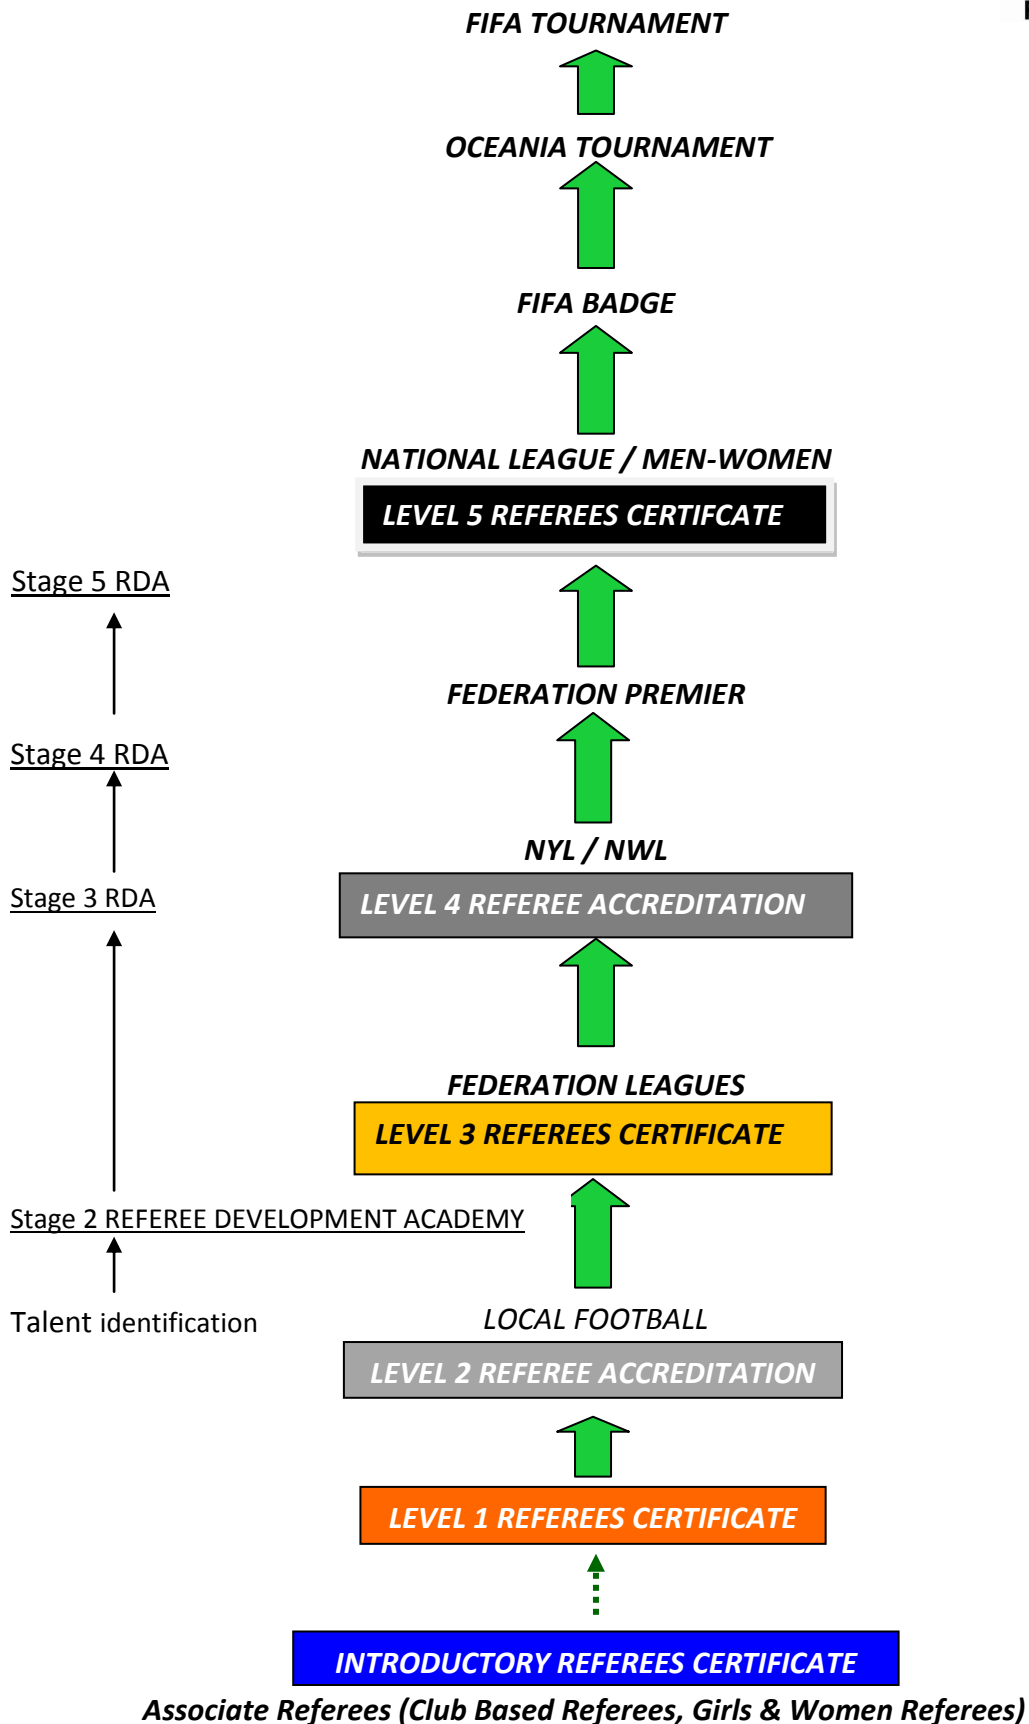 FIFA TOURNAMENT
OCEANIA TOURNAMENT
FIFA BADGE
NATIONAL LEAGUE / MEN-WOMEN
LEVEL 5 REFEREES CERTIFCATE
Stage 5 RDA
FEDERATION PREMIER
Stage 4 RDA
NYL / NWL
Stage 3 RDA
LEVEL 4 REFEREE ACCREDITATION
FEDERATION LEAGUES
LEVEL 3 REFEREES CERTIFICATE
Stage 2 REFEREE DEVELOPMENT ACADEMY
Talent identification
LOCAL FOOTBALL
LEVEL 2 REFEREE ACCREDITATION
LEVEL 1 REFEREES CERTIFICATE
INTRODUCTORY REFEREES CERTIFICATE
Associate Referees (Club Based Referees, Girls & Women Referees)